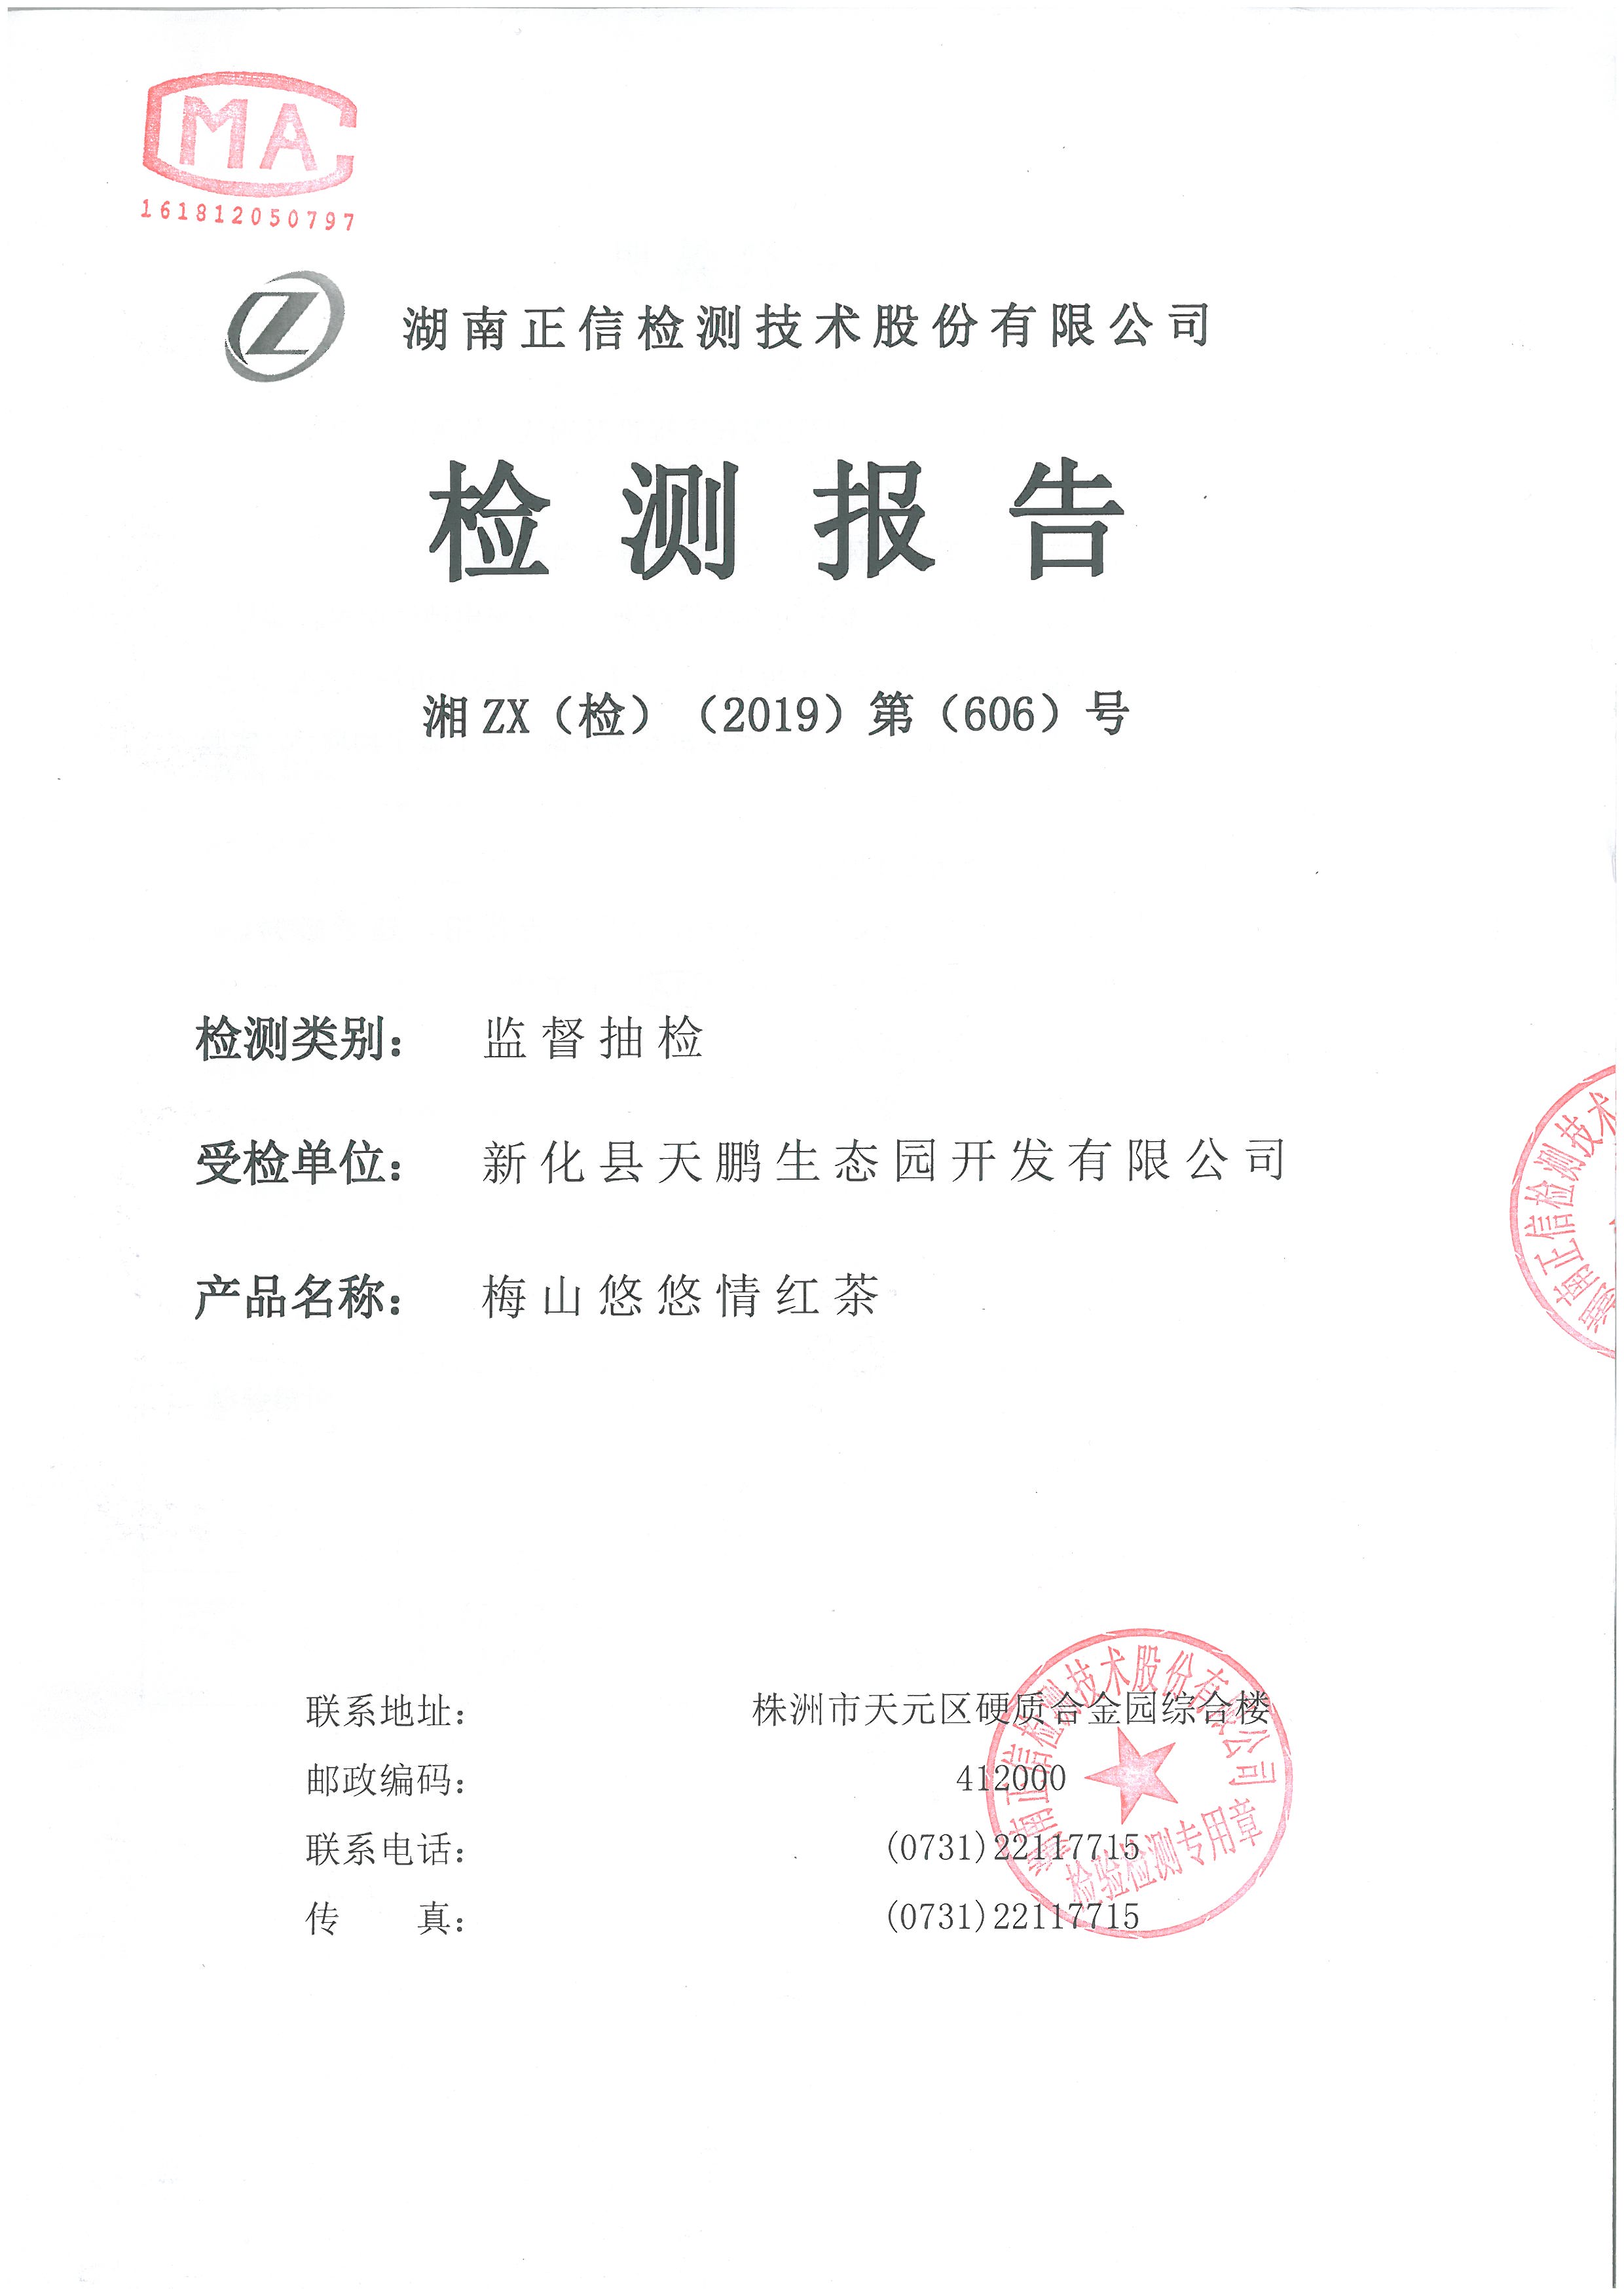 MA
161812050797
湖南正信检测技术股份有限公司
检测报告
湘ZX（检）（2019）第（606）号
检测类别： 监督抽检
受检单位： 新化县天鹏生态园开发有限公司
产品名称： 梅山悠悠情红茶
湖南正信检测技术
联系地址： 株洲市天元区硬质合金园综合楼
邮政编码： 412000
联系电话： (0731)22117715
传 真： (0731)22117715
湖南正信检测技术股份有限公司
检验检测专用章